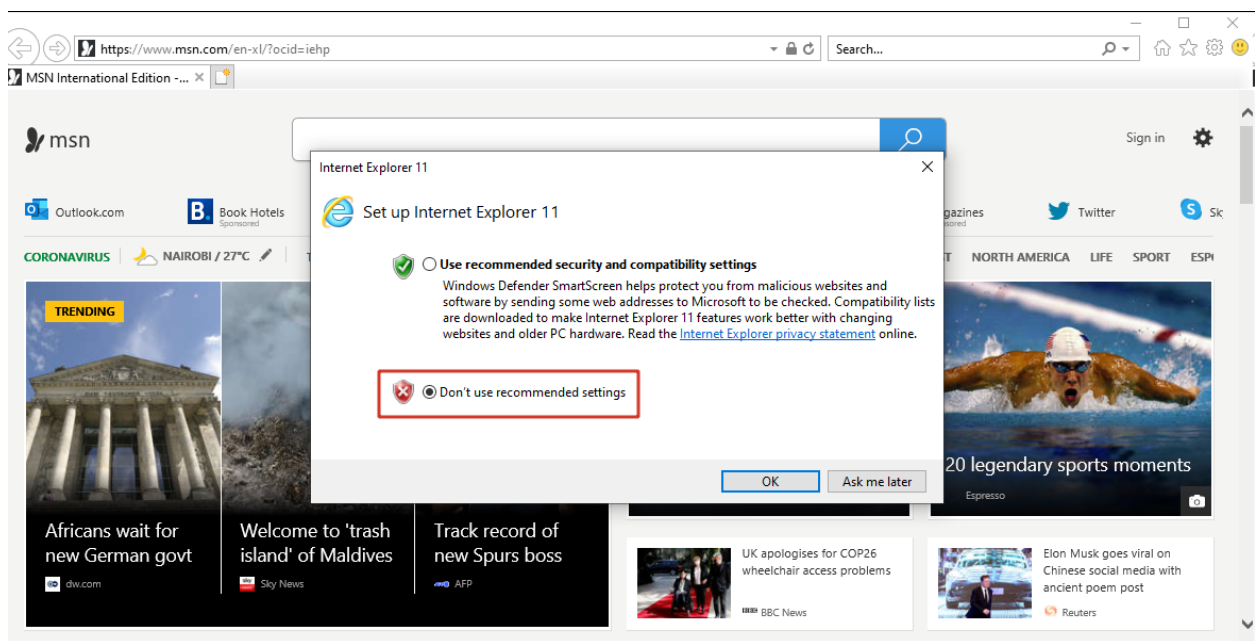 https://www.msn.com/en-xl/?ocid=iehp
Search...
MSN International Edition -...
msn
Sign in
Outlook.com
Book Hotels
Sponsored
gazines
sored
Twitter
Sk
CORONAVIRUS
NAIROBI / 27°C
NORTH AMERICA
LIFE
SPORT
ESP
Internet Explorer 11
Set up Internet Explorer 11
Use recommended security and compatibility settings
Windows Defender SmartScreen helps protect you from malicious websites and
software by sending some web addresses to Microsoft to be checked. Compatibility lists
are downloaded to make Internet Explorer 11 features work better with changing
websites and older PC hardware. Read the Internet Explorer privacy statement online.
Don't use recommended settings
OK
Ask me later
TRENDING
Africans wait for
new German govt
dw.com
Welcome to 'trash
island' of Maldives
sky
Sky News
Track record of
new Spurs boss
AFP
20 legendary sports moments
Espresso
UK apologises for COP26
wheelchair access problems
BBC News
Elon Musk goes viral on
Chinese social media with
ancient poem post
Reuters